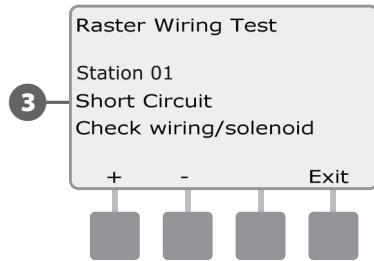 Raster Wiring Test
Station 01
3 Short Circuit
Check wiring/solenoid
+ - Exit